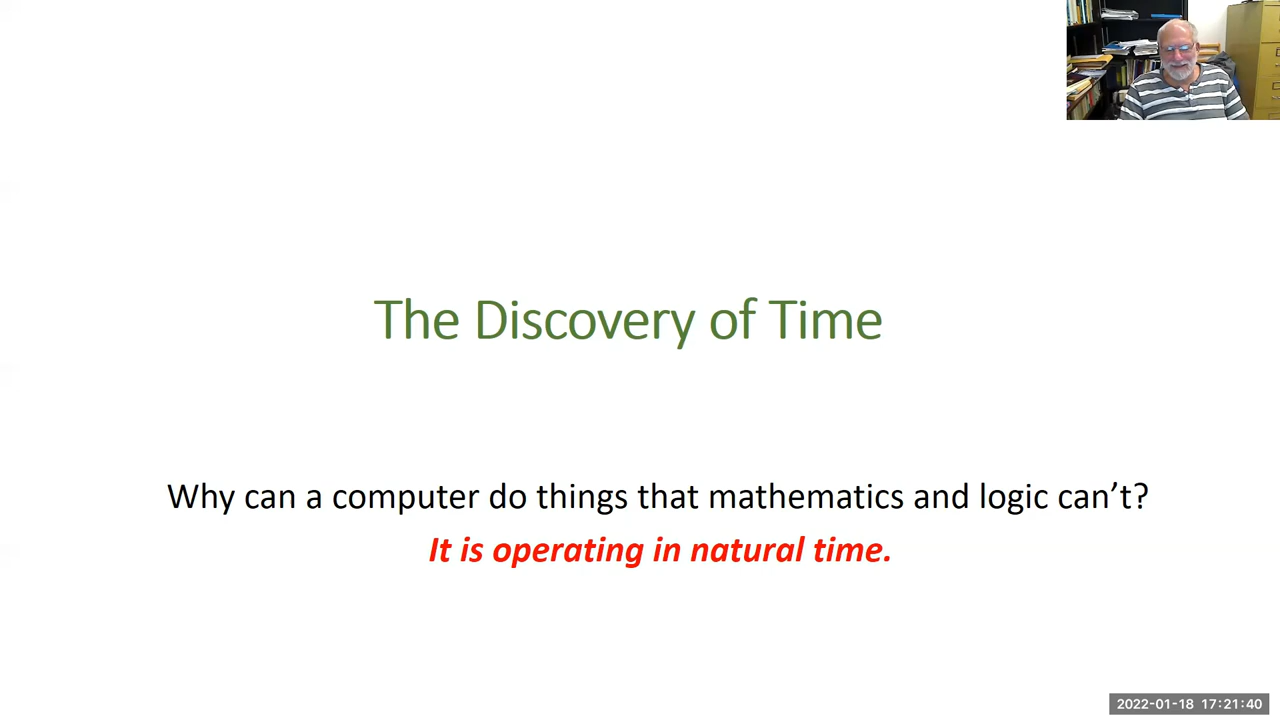 The Discovery of Time
Why can a computer do things that mathematics and logic can’t?
It is operating in natural time.
2022-01-18 17:21:40